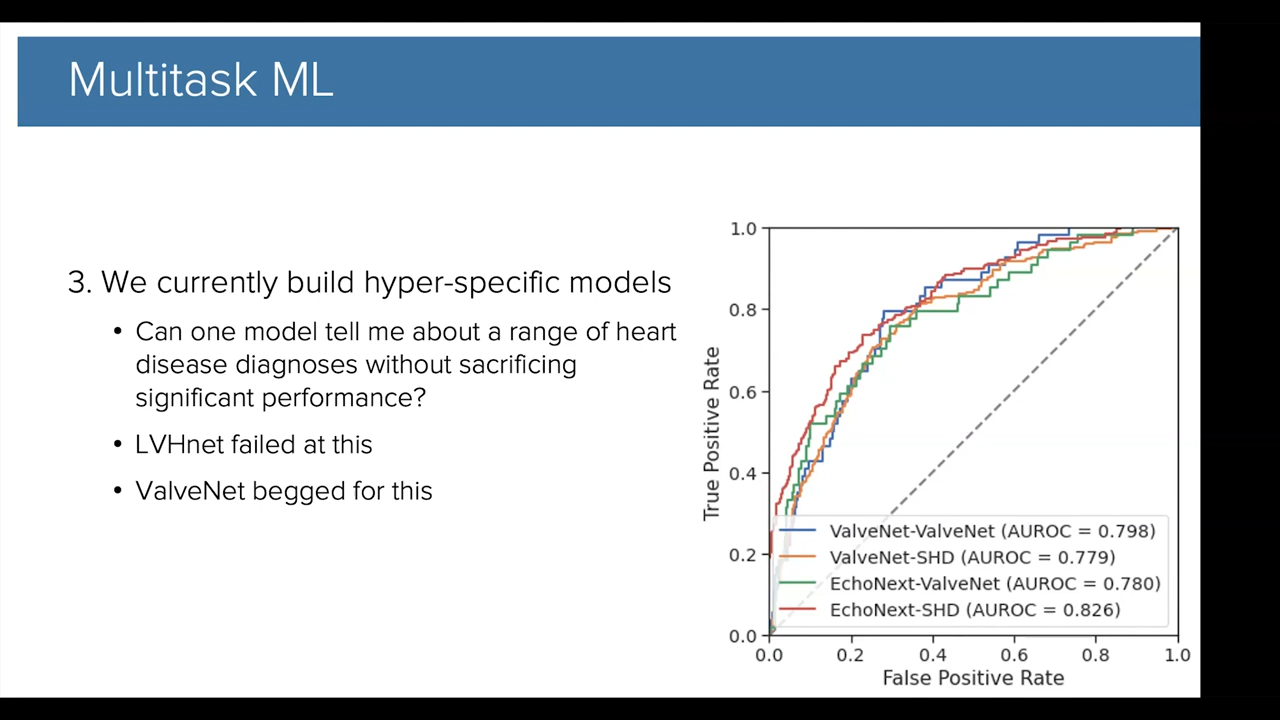 Multitask ML
3. We currently build hyper-specific models
• Can one model tell me about a range of heart
disease diagnoses without sacrificing
significant performance?
• LVHnet failed at this
• ValveNet begged for this
1.0
0.8
0.6
0.4
0.2
0.0
True Positive Rate
ValveNet-ValveNet (AUROC = 0.798)
ValveNet-SHD (AUROC = 0.779)
EchoNext-ValveNet (AUROC = 0.780)
EchoNext-SHD (AUROC = 0.826)
0.0 0.2 0.4 0.6 0.8 1.0
False Positive Rate